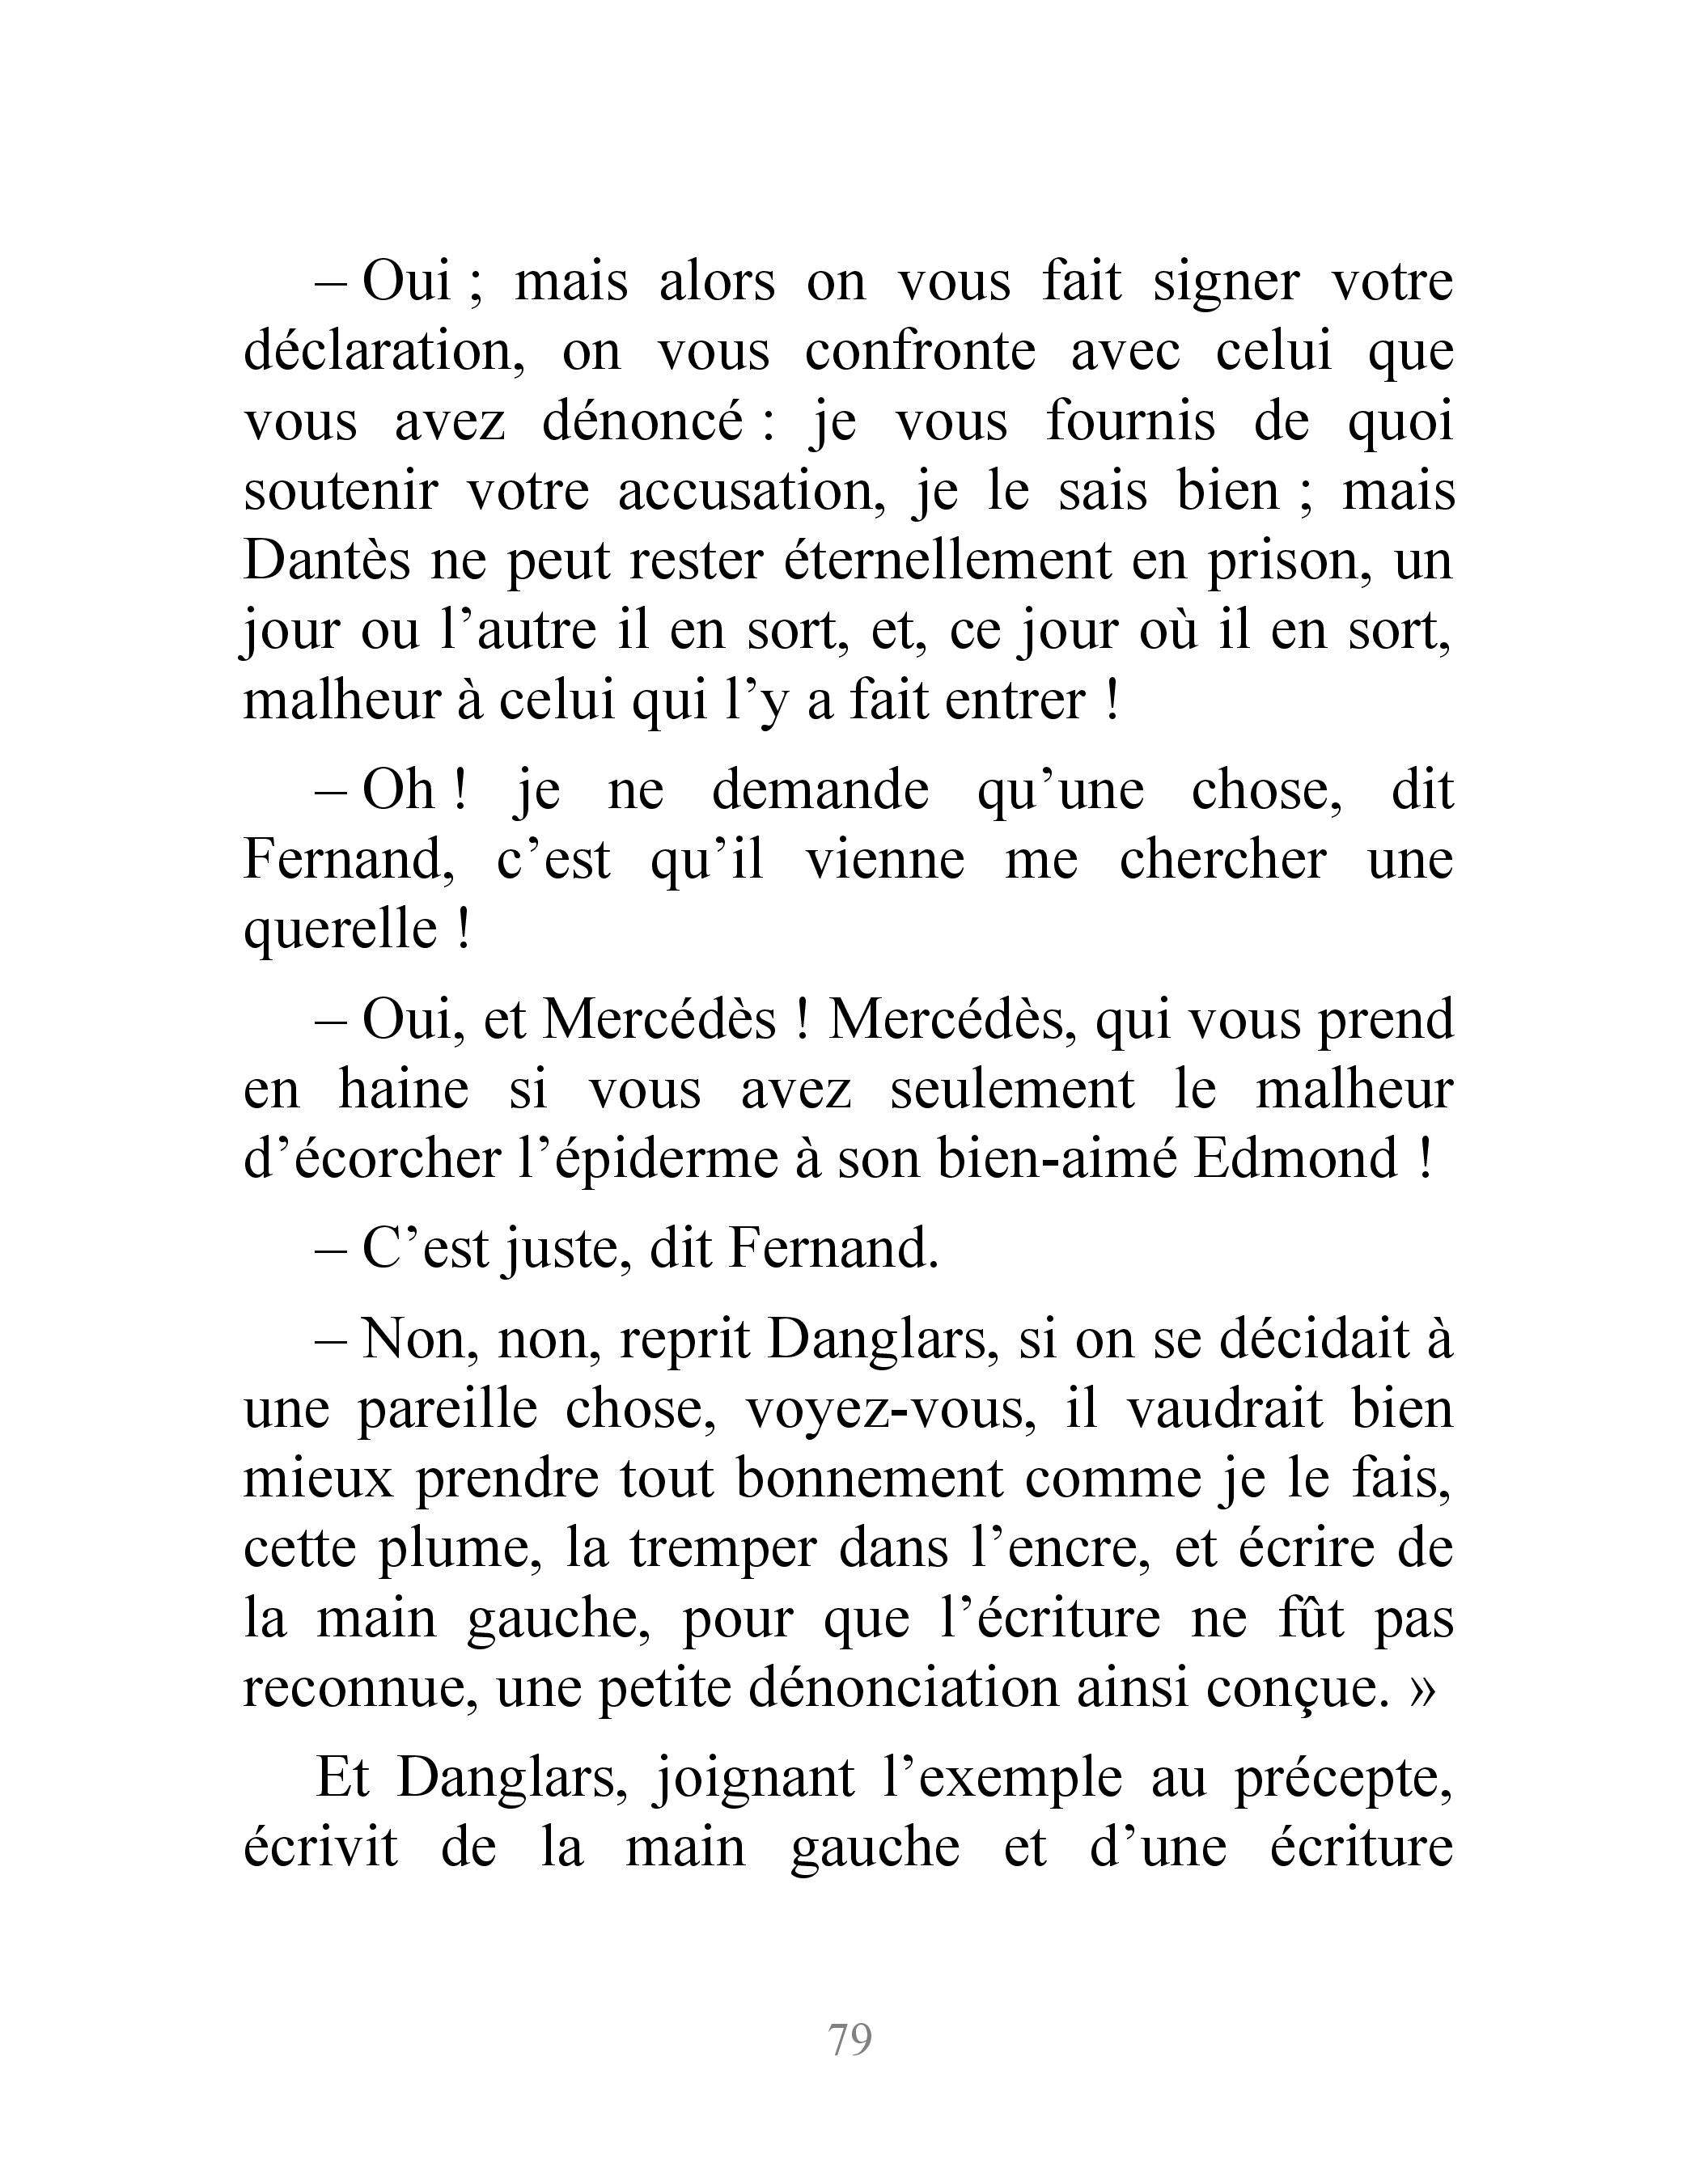 – Oui ; mais alors on vous fait signer votre
déclaration, on vous confronte avec celui que
vous avez dénoncé : je vous fournis de quoi
soutenir votre accusation, je le sais bien ; mais
Dantès ne peut rester éternellement en prison, un
jour ou l’autre il en sort, et, ce jour où il en sort,
malheur à celui qui l’y a fait entrer !
– Oh ! je ne demande qu’une chose, dit
Fernand, c’est qu’il vienne me chercher une
querelle !
– Oui, et Mercédès ! Mercédès, qui vous prend
en haine si vous avez seulement le malheur
d’écorcher l’épiderme à son bien-aimé Edmond !
– C’est juste, dit Fernand.
– Non, non, reprit Danglars, si on se décidait à
une pareille chose, voyez-vous, il vaudrait bien
mieux prendre tout bonnement comme je le fais,
cette plume, la tremper dans l’encre, et écrire de
la main gauche, pour que l’écriture ne fût pas
reconnue, une petite dénonciation ainsi conçue. »
Et Danglars, joignant l’exemple au précepte,
écrivit de la main gauche et d’une écriture
79